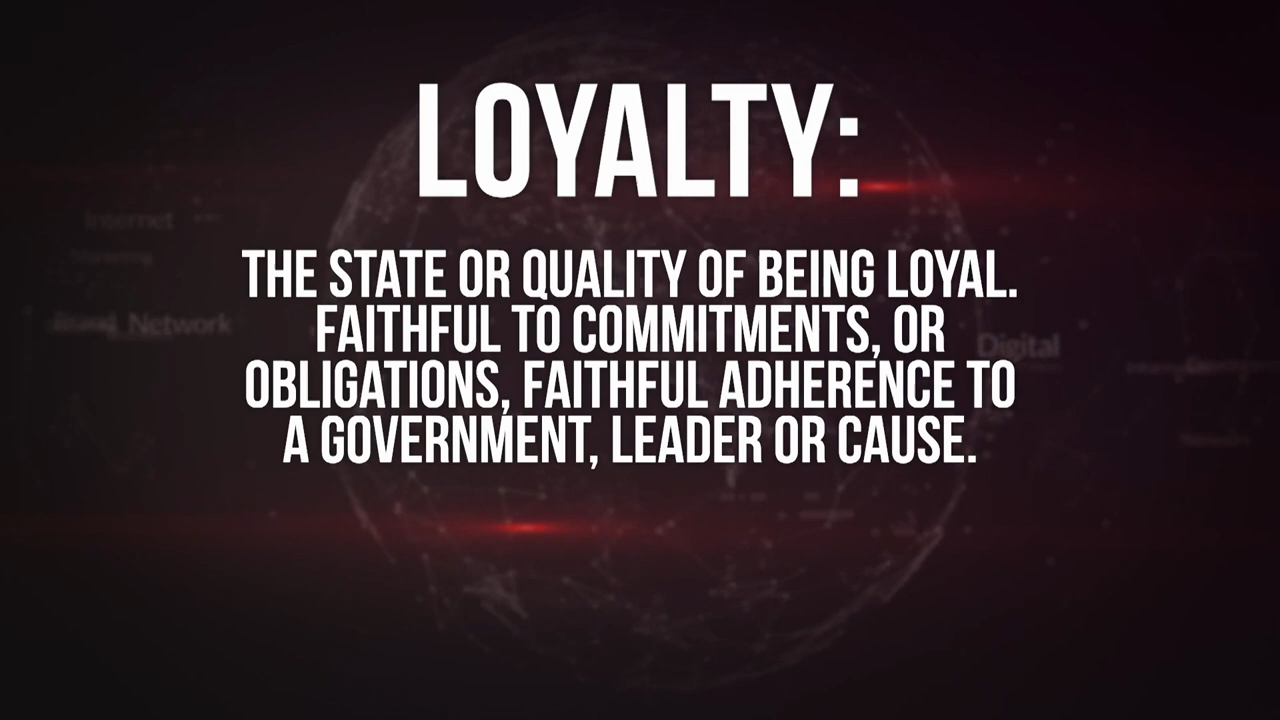 LOYALTY:
THE STATE OR QUALITY OF BEING LOYAL.
FAITHFUL TO COMMITMENTS, OR
OBLIGATIONS, FAITHFUL ADHERENCE TO
A GOVERNMENT, LEADER OR CAUSE.
Internet
Network
Digital